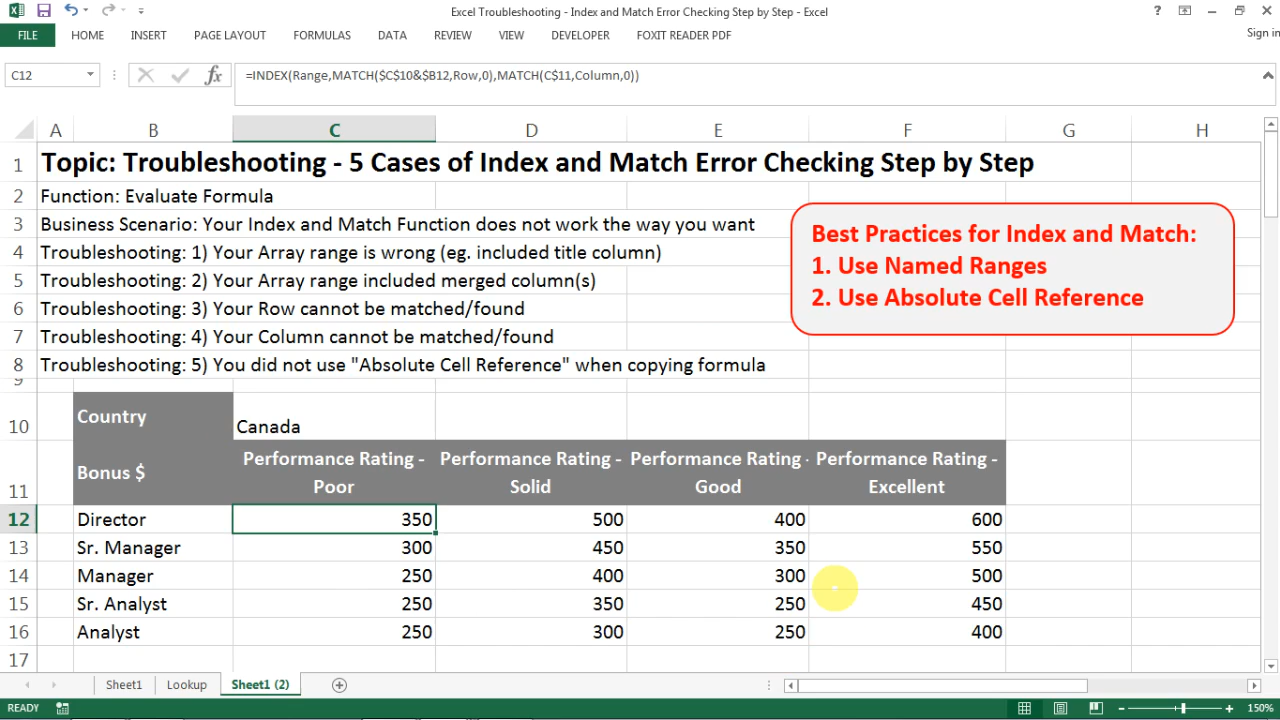 Excel Troubleshooting - Index and Match Error Checking Step by Step - Excel
?
Sign in
FILE HOME INSERT PAGE LAYOUT FORMULAS DATA REVIEW VIEW DEVELOPER FOXIT READER PDF
C12 fx =INDEX(Range,MATCH($C$10&$B12,Row,0),MATCH(C$11,Column,0))
A B C D E F G H
1 Topic: Troubleshooting - 5 Cases of Index and Match Error Checking Step by Step
2 Function: Evaluate Formula
3 Business Scenario: Your Index and Match Function does not work the way you want
4 Troubleshooting: 1) Your Array range is wrong (eg. included title column)
5 Troubleshooting: 2) Your Array range included merged column(s)
6 Troubleshooting: 3) Your Row cannot be matched/found
7 Troubleshooting: 4) Your Column cannot be matched/found
8 Troubleshooting: 5) You did not use "Absolute Cell Reference" when copying formula
Best Practices for Index and Match:
1. Use Named Ranges
2. Use Absolute Cell Reference
9
10 Country Canada
11 Bonus $ Performance Rating - Performance Rating - Performance Rating - Performance Rating -
Poor Solid Good Excellent
12 Director 350 500 400 600
13 Sr. Manager 300 450 350 550
14 Manager 250 400 300 500
15 Sr. Analyst 250 350 250 450
16 Analyst 250 300 250 400
17
Sheet1 Lookup Sheet1 (2)
READY 150%